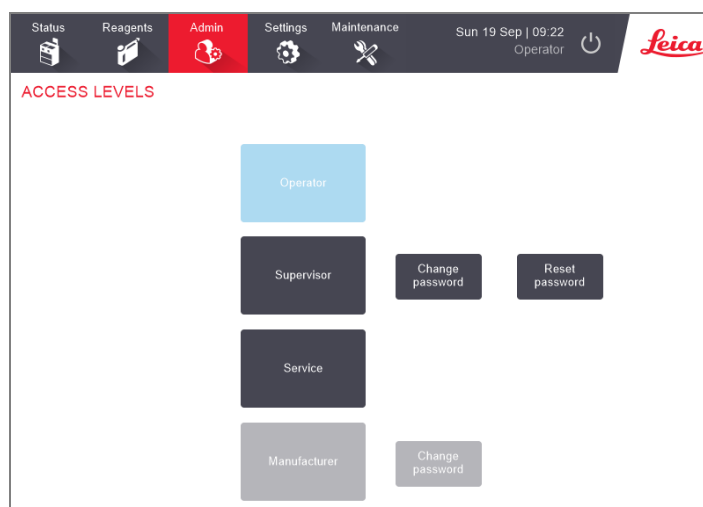 Status Reagents Admin Settings Maintenance Sun 19 Sep | 09:22
Operator
Leica
ACCESS LEVELS
Operator
Supervisor
Change
password
Reset
password
Service
Manufacturer
Change
password